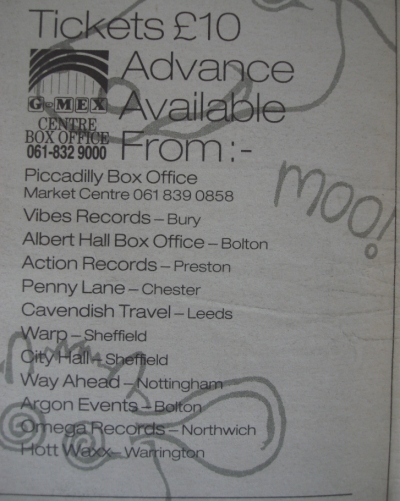 Tickets £10
Advance
Available
From:-
G-MEX
CENTRE
BOX OFFICE
061-832 9000
Piccadilly Box Office
Market Centre 061 839 0858
Vibes Records – Bury
Albert Hall Box Office – Bolton
Action Records – Preston
Penny Lane – Chester
Cavendish Travel – Leeds
Warp – Sheffield
City Hall – Sheffield
Way Ahead – Nottingham
Argon Events – Bolton
Omega Records – Northwich
Hott Waxx – Warrington
moo!